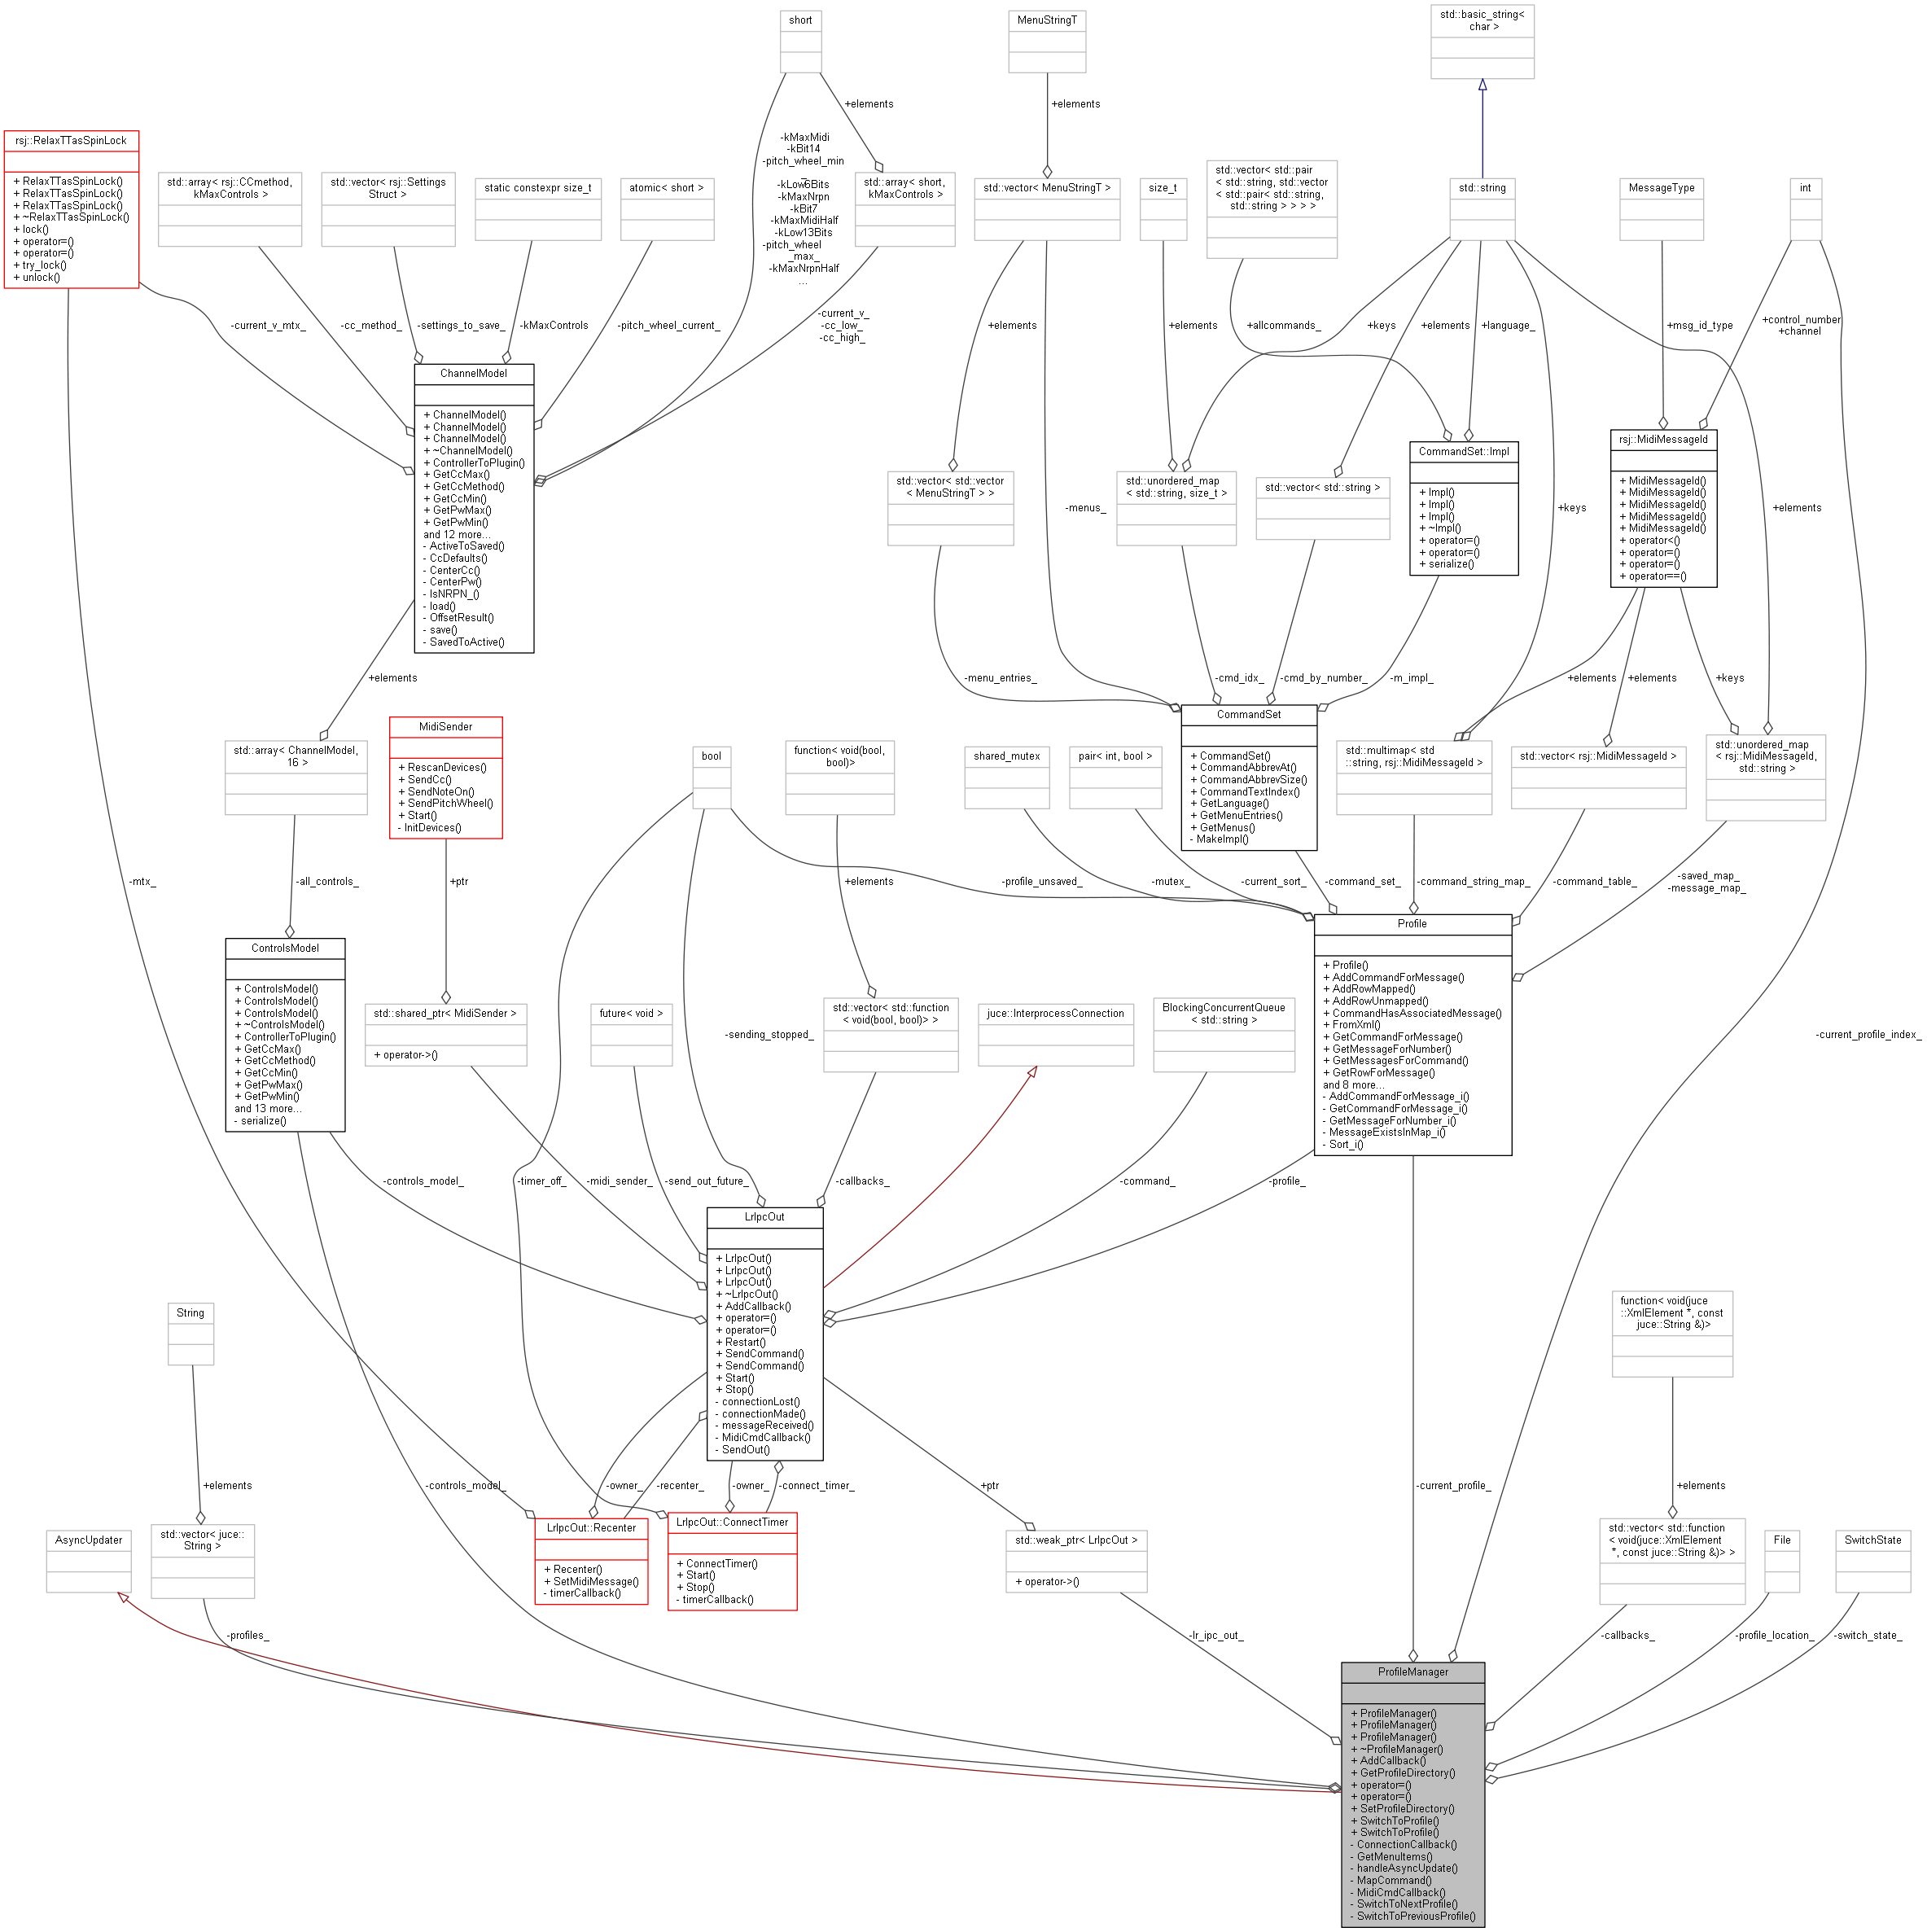 short
MenuStringT
std::basic_string<
char >
+elements
+elements
rsj::RelaxTTasSpinLock
+ RelaxTTasSpinLock()
+ RelaxTTasSpinLock()
+ RelaxTTasSpinLock()
+ ~RelaxTTasSpinLock()
+ lock()
+ operator=()
+ operator=()
+ try_lock()
+ unlock()
std::array< rsj::CCmethod,
kMaxControls >
std::vector< rsj::Settings
Struct >
static constexpr size_t
atomic< short >
-kMaxMidi
-kBit14
-pitch_wheel_min
_
-kLow6Bits
-kMaxNrpn
-kBit7
-kMaxMidiHalf
-kLow13Bits
-pitch_wheel
_max_
-kMaxNrpnHalf
...
std::array< short,
kMaxControls >
std::vector< MenuStringT >
size_t
std::vector< std::pair
< std::string, std::vector
< std::pair< std::string,
std::string > > > >
std::string
MessageType
int
-current_v_mtx_
-cc_method_
-settings_to_save_
-kMaxControls
-pitch_wheel_current_
-current_v_
-cc_low_
-cc_high_
+elements
+elements
+allcommands_
+keys
+elements
+language_
+msg_id_type
+control_number
+channel
ChannelModel
+ ChannelModel()
+ ChannelModel()
+ ChannelModel()
+ ~ChannelModel()
+ ControllerToPlugin()
+ GetCcMax()
+ GetCcMethod()
+ GetCcMin()
+ GetPwMax()
+ GetPwMin()
and 12 more...
- ActiveToSaved()
- CcDefaults()
- CenterCc()
- CenterPw()
- IsNRPN_()
- load()
- OffsetResult()
- save()
- SavedToActive()
std::vector< std::vector
< MenuStringT > >
-menus_
std::unordered_map
< std::string, size_t >
std::vector< std::string >
CommandSet::Impl
+ Impl()
+ Impl()
+ Impl()
+ ~Impl()
+ operator=()
+ operator=()
+ serialize()
+keys
rsj::MidiMessageId
+ MidiMessageId()
+ MidiMessageId()
+ MidiMessageId()
+ MidiMessageId()
+ MidiMessageId()
+ operator<()
+ operator=()
+ operator=()
+ operator==()
+elements
+elements
-menu_entries_
-cmd_idx_
-cmd_by_number_
-m_impl_
+elements
+elements
+keys
std::array< ChannelModel,
16 >
MidiSender
+ RescanDevices()
+ SendCc()
+ SendNoteOn()
+ SendPitchWheel()
+ Start()
- InitDevices()
bool
function< void(bool,
bool)>
shared_mutex
pair< int, bool >
CommandSet
+ CommandSet()
+ CommandAbbrevAt()
+ CommandAbbrevSize()
+ CommandTextIndex()
+ GetLanguage()
+ GetMenuEntries()
+ GetMenus()
- MakeImpl()
std::multimap< std
::string, rsj::MidiMessageId >
std::vector< rsj::MidiMessageId >
std::unordered_map
< rsj::MidiMessageId,
std::string >
-mtx_
-all_controls_
+ptr
+elements
-profile_unsaved_
-mutex_
-current_sort_
-command_set_
-command_string_map_
-command_table_
-saved_map_
-message_map_
ControlsModel
+ ControlsModel()
+ ControlsModel()
+ ControlsModel()
+ ~ControlsModel()
+ ControllerToPlugin()
+ GetCcMax()
+ GetCcMethod()
+ GetCcMin()
+ GetPwMax()
+ GetPwMin()
and 13 more...
- serialize()
Profile
+ Profile()
+ AddCommandForMessage()
+ AddRowMapped()
+ AddRowUnmapped()
+ CommandHasAssociatedMessage()
+ FromXml()
+ GetCommandForMessage()
+ GetMessageForNumber()
+ GetMessagesForCommand()
+ GetRowForMessage()
and 8 more...
- AddCommandForMessage_i()
- GetCommandForMessage_i()
- GetMessageForNumber_i()
- MessageExistsInMap_i()
- Sort_i()
std::shared_ptr< MidiSender >
+ operator->()
future< void >
-sending_stopped_
std::vector< std::function
< void(bool, bool)> >
juce::InterprocessConnection
BlockingConcurrentQueue
< std::string >
-current_profile_index_
-controls_model_
-timer_off_
-midi_sender_
-send_out_future_
-callbacks_
-command_
-profile_
LrIpcOut
+ LrIpcOut()
+ LrIpcOut()
+ LrIpcOut()
+ ~LrIpcOut()
+ AddCallback()
+ operator=()
+ operator=()
+ Restart()
+ SendCommand()
+ SendCommand()
+ Start()
+ Stop()
- connectionLost()
- connectionMade()
- messageReceived()
- MidiCmdCallback()
- SendOut()
String
function< void(juce
::XmlElement *, const
juce::String &)>
+elements
-controls_model_
-owner_
-recenter_
-owner_
-connect_timer_
+ptr
-current_profile_
+elements
AsyncUpdater
std::vector< juce::
String >
LrIpcOut::Recenter
+ Recenter()
+ SetMidiMessage()
- timerCallback()
LrIpcOut::ConnectTimer
+ ConnectTimer()
+ Start()
+ Stop()
- timerCallback()
std::weak_ptr< LrIpcOut >
+ operator->()
std::vector< std::function
< void(juce::XmlElement
*, const juce::String &)> >
File
SwitchState
-profiles_
-lr_ipc_out_
-callbacks_
-profile_location_
-switch_state_
ProfileManager
+ ProfileManager()
+ ProfileManager()
+ ProfileManager()
+ ~ProfileManager()
+ AddCallback()
+ GetProfileDirectory()
+ operator=()
+ operator=()
+ SetProfileDirectory()
+ SwitchToProfile()
+ SwitchToProfile()
- ConnectionCallback()
- GetMenuItems()
- handleAsyncUpdate()
- MapCommand()
- MidiCmdCallback()
- SwitchToNextProfile()
- SwitchToPreviousProfile()